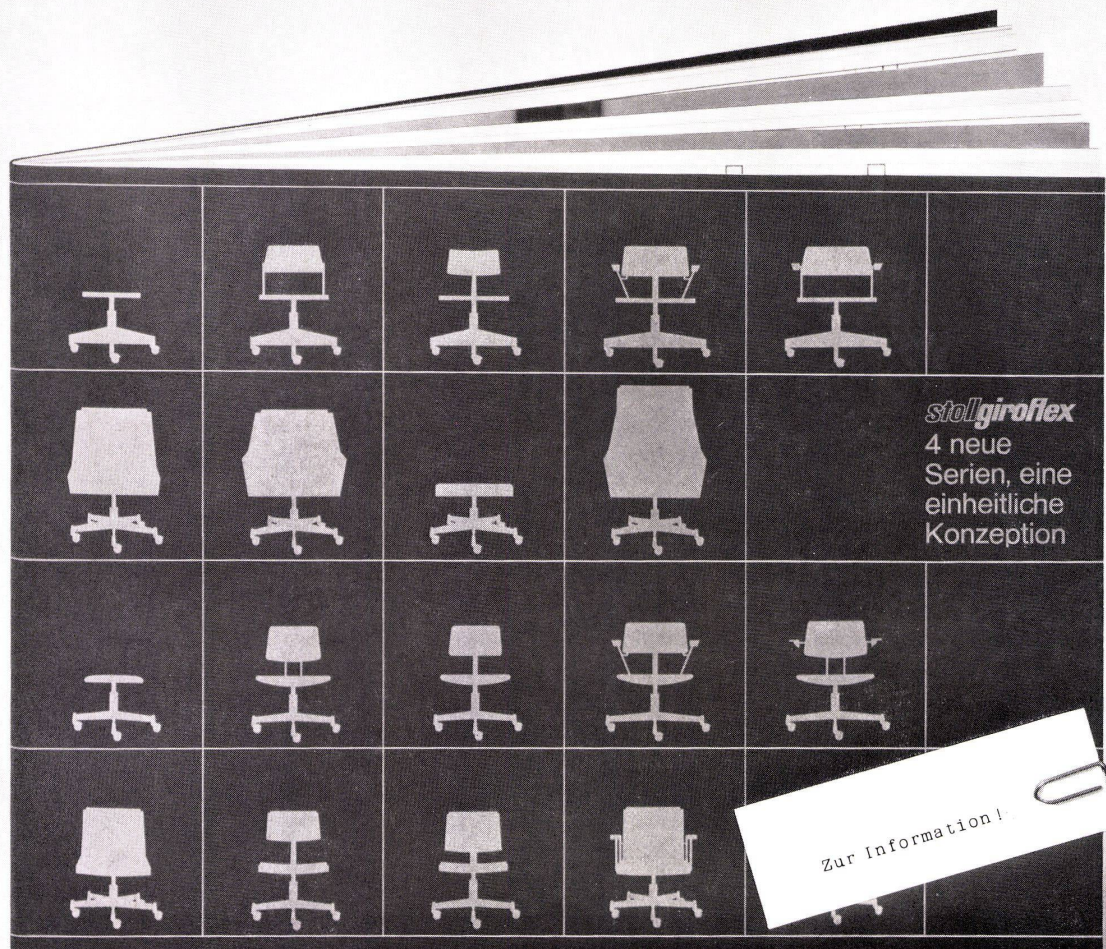 stollgiroflex
4 neue
Serien, eine
einheitliche
Konzeption
Zur Information!